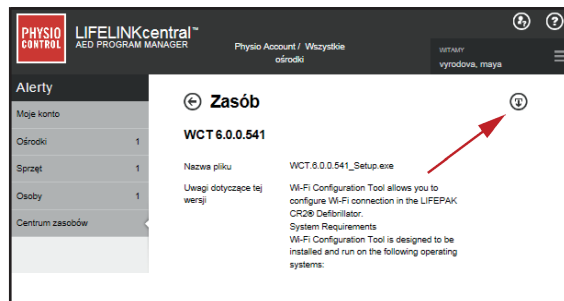 PHYSIO
CONTROL
LIFELINKcentral™
AED PROGRAM MANAGER
Physio Account / Wszystkie
ośrodki
WITAMY
vyrodova, maya
?
Alerty
Moje konto
Ośrodki 1
Sprzęt 1
Osoby 1
Centrum zasobów
Zasób
WCT 6.0.0.541
Nazwa pliku WCT.6.0.0.541_Setup.exe
Uwagi dotyczące tej
wersji
Wi-Fi Configuration Tool allows you to
configure Wi-Fi connection in the LIFEPAK
CR2® Defibrillator.
System Requirements
Wi-Fi Configuration Tool is designed to be
installed and run on the following operating
systems: